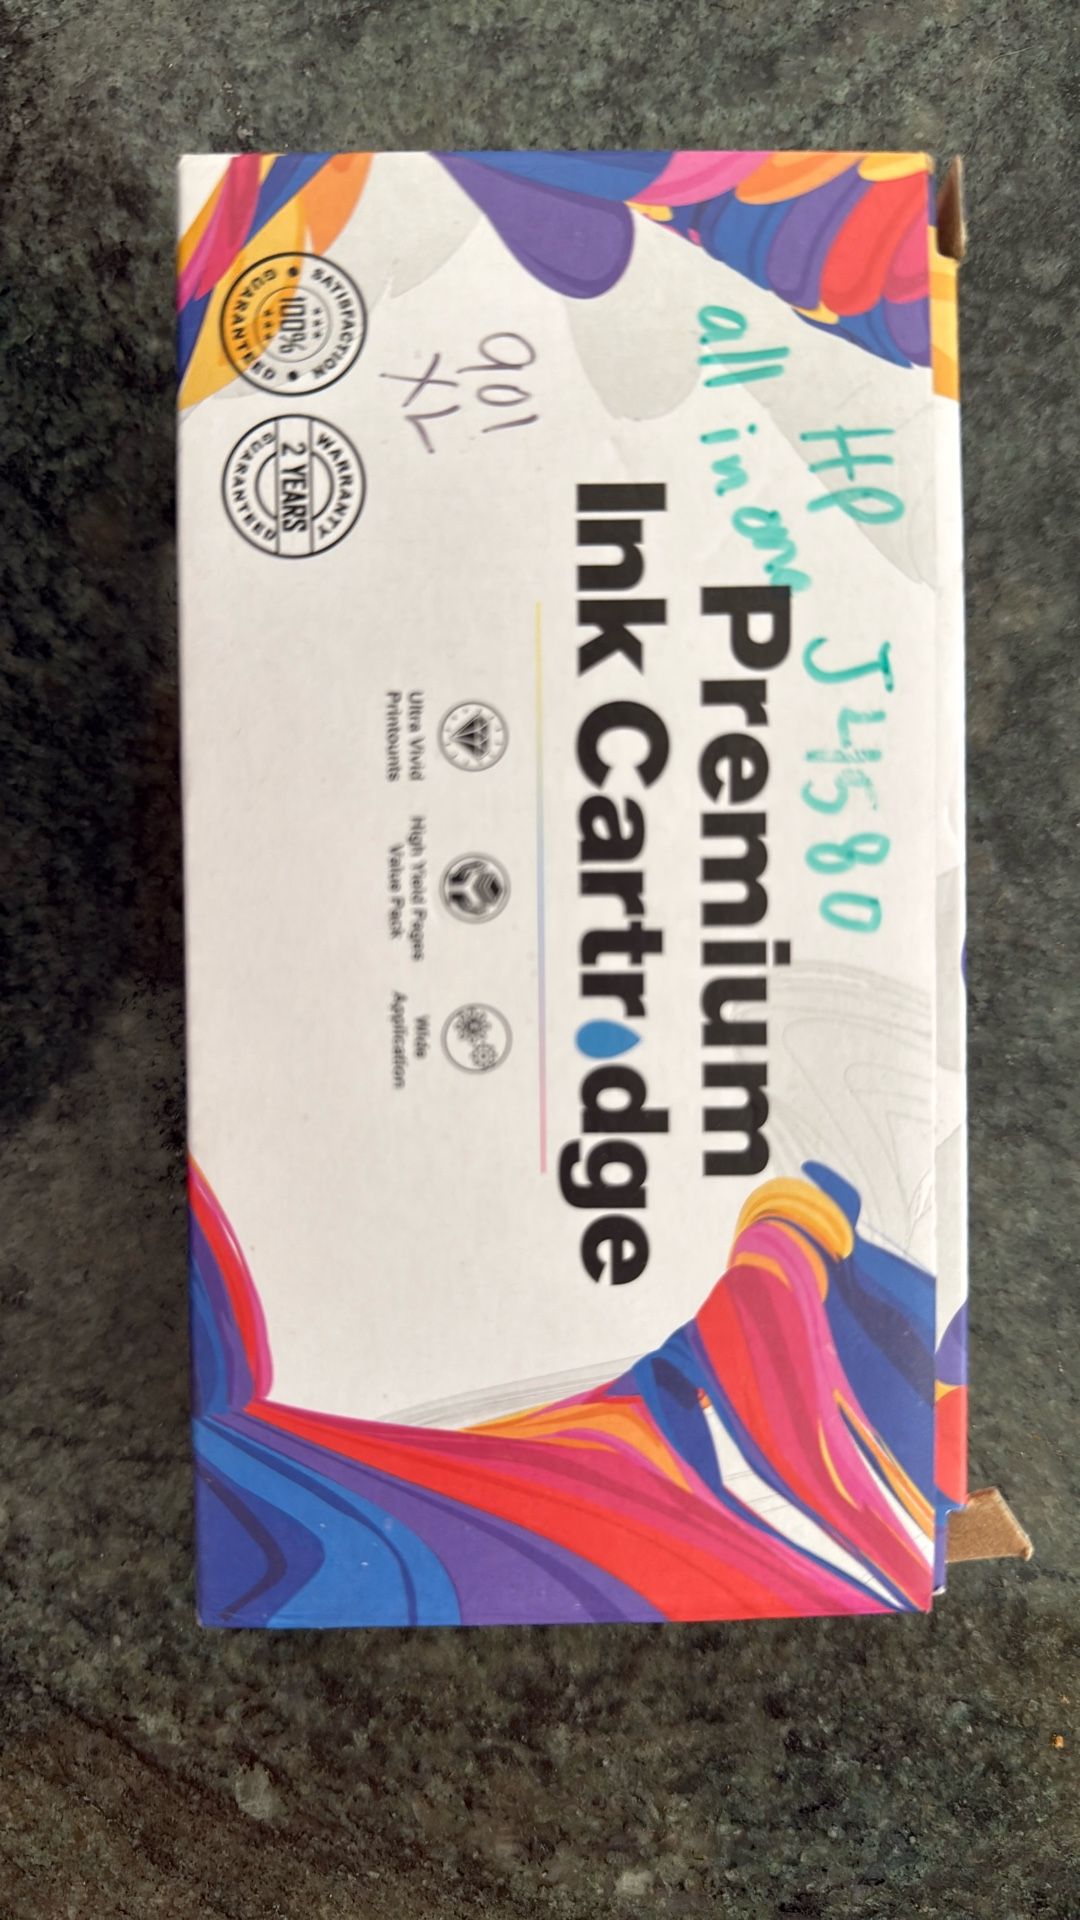 HP J4580
all in one
Premium
Ink Cartridge
901
XL
Ultra Vivid
Printounts
High Yield Pages
Value Pack
Wide
Application
SATISFACTION
100%
GUARANTEED
WARRANTY
2 YEARS
GUARANTEED